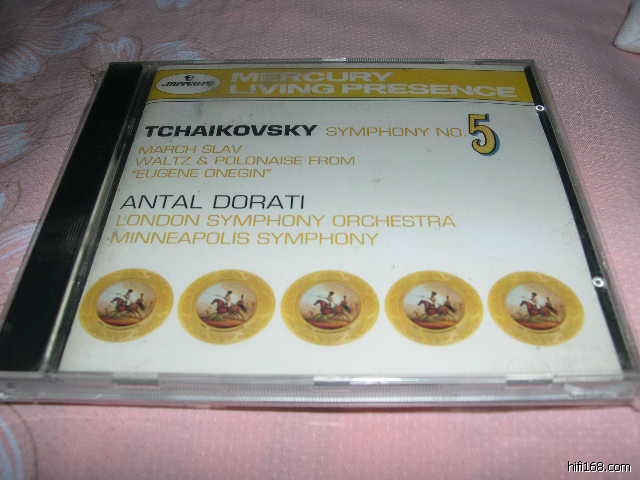 MERCURY
MERCURY
LIVING PRESENCE
TCHAIKOVSKY SYMPHONY NO. 5
MARCH SLAV
WALTZ & POLONAISE FROM
"EUGENE ONEGIN"
ANTAL DORATI
LONDON SYMPHONY ORCHESTRA
MINNEAPOLIS SYMPHONY
hifi168.com